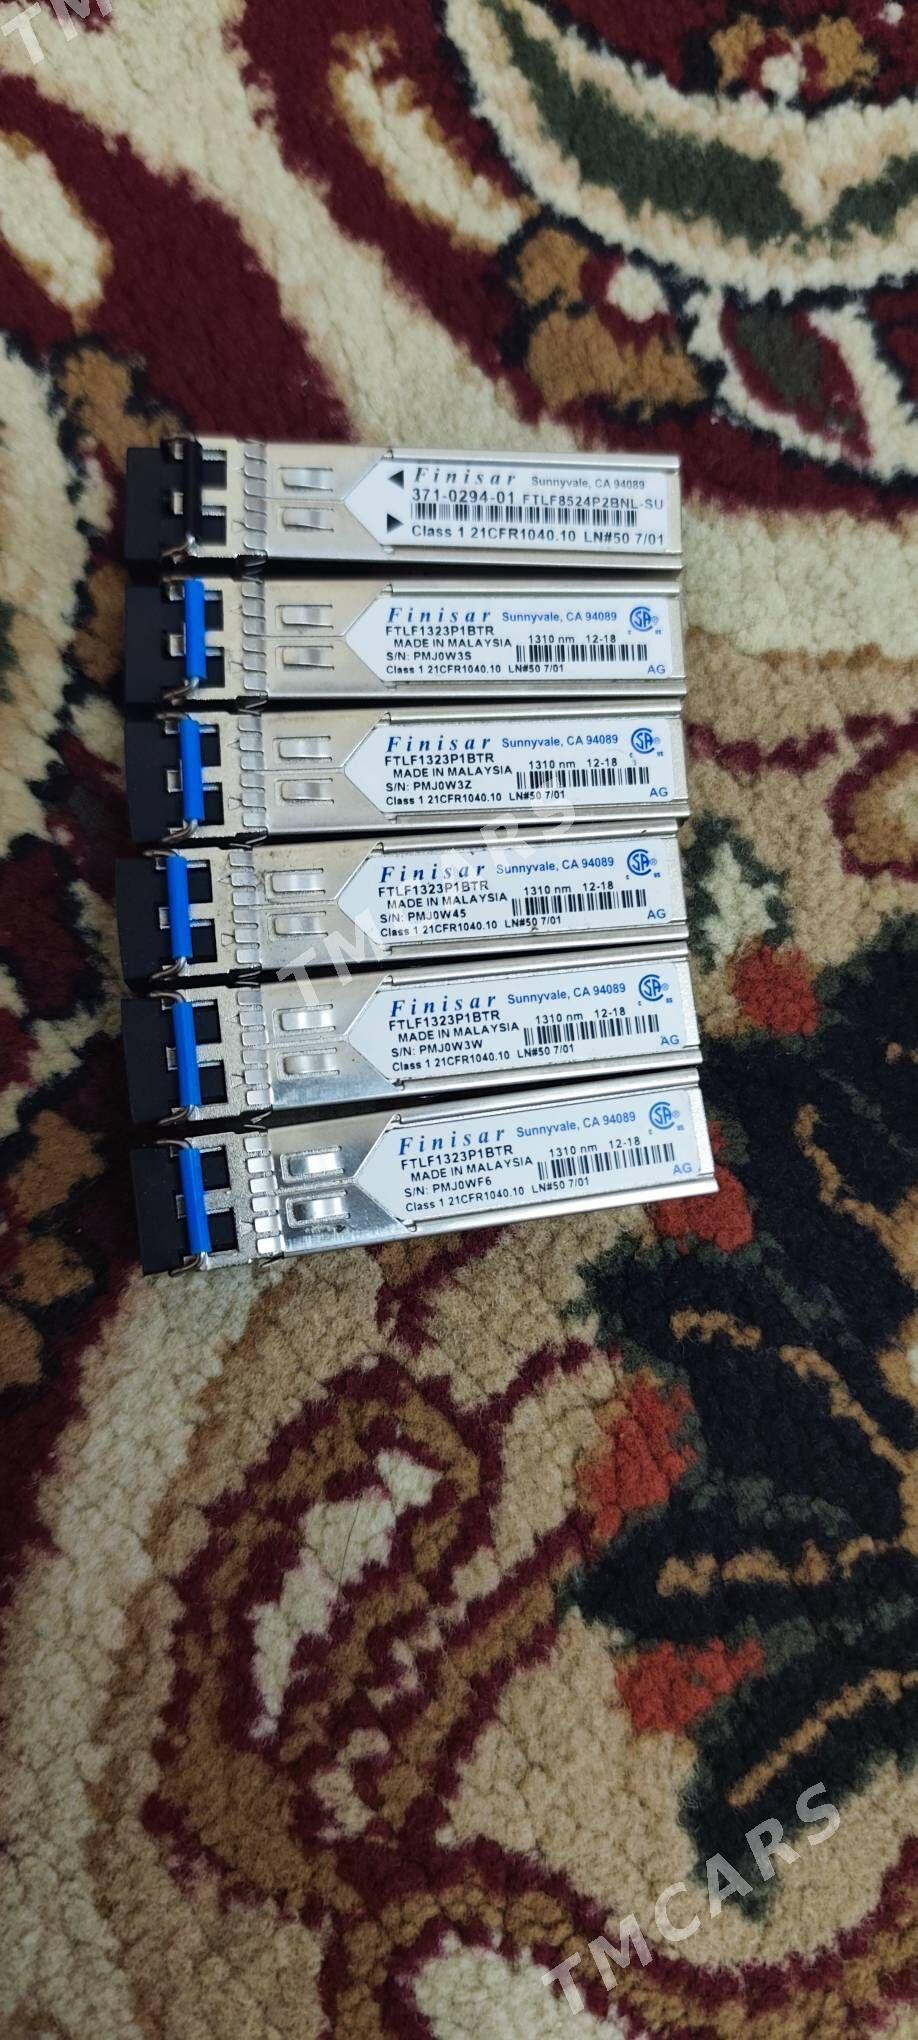 TMCARS
Finisar Sunnyvale, CA 94089
371-0294-01 FTLF8524P2BNL-SU
Class 1 21CFR1040.10 LN#50 7/01
Finisar Sunnyvale, CA 94089
FTLF1323P1BTR
MADE IN MALAYSIA 1310 nm 12-18
S/N: PMJ0W3S
Class 1 21CFR1040.10 LN#50 7/01 AG
Finisar Sunnyvale, CA 94089
FTLF1323P1BTR
MADE IN MALAYSIA 1310 nm 12-18
S/N: PMJ0W3Z
Class 1 21CFR1040.10 LN#50 7/01 AG
TMCARS
Finisar Sunnyvale, CA 94089
FTLF1323P1BTR
MADE IN MALAYSIA 1310 nm 12-18
S/N: PMJ0W45
Class 1 21CFR1040.10 LN#50 7/01 AG
Finisar Sunnyvale, CA 94089
FTLF1323P1BTR
MADE IN MALAYSIA 1310 nm 12-18
S/N: PMJ0W3W
Class 1 21CFR1040.10 LN#50 7/01 AG
Finisar Sunnyvale, CA 94089
FTLF1323P1BTR
MADE IN MALAYSIA 1310 nm 12-18
S/N: PMJ0WF6
Class 1 21CFR1040.10 LN#50 7/01 AG
TMCARS